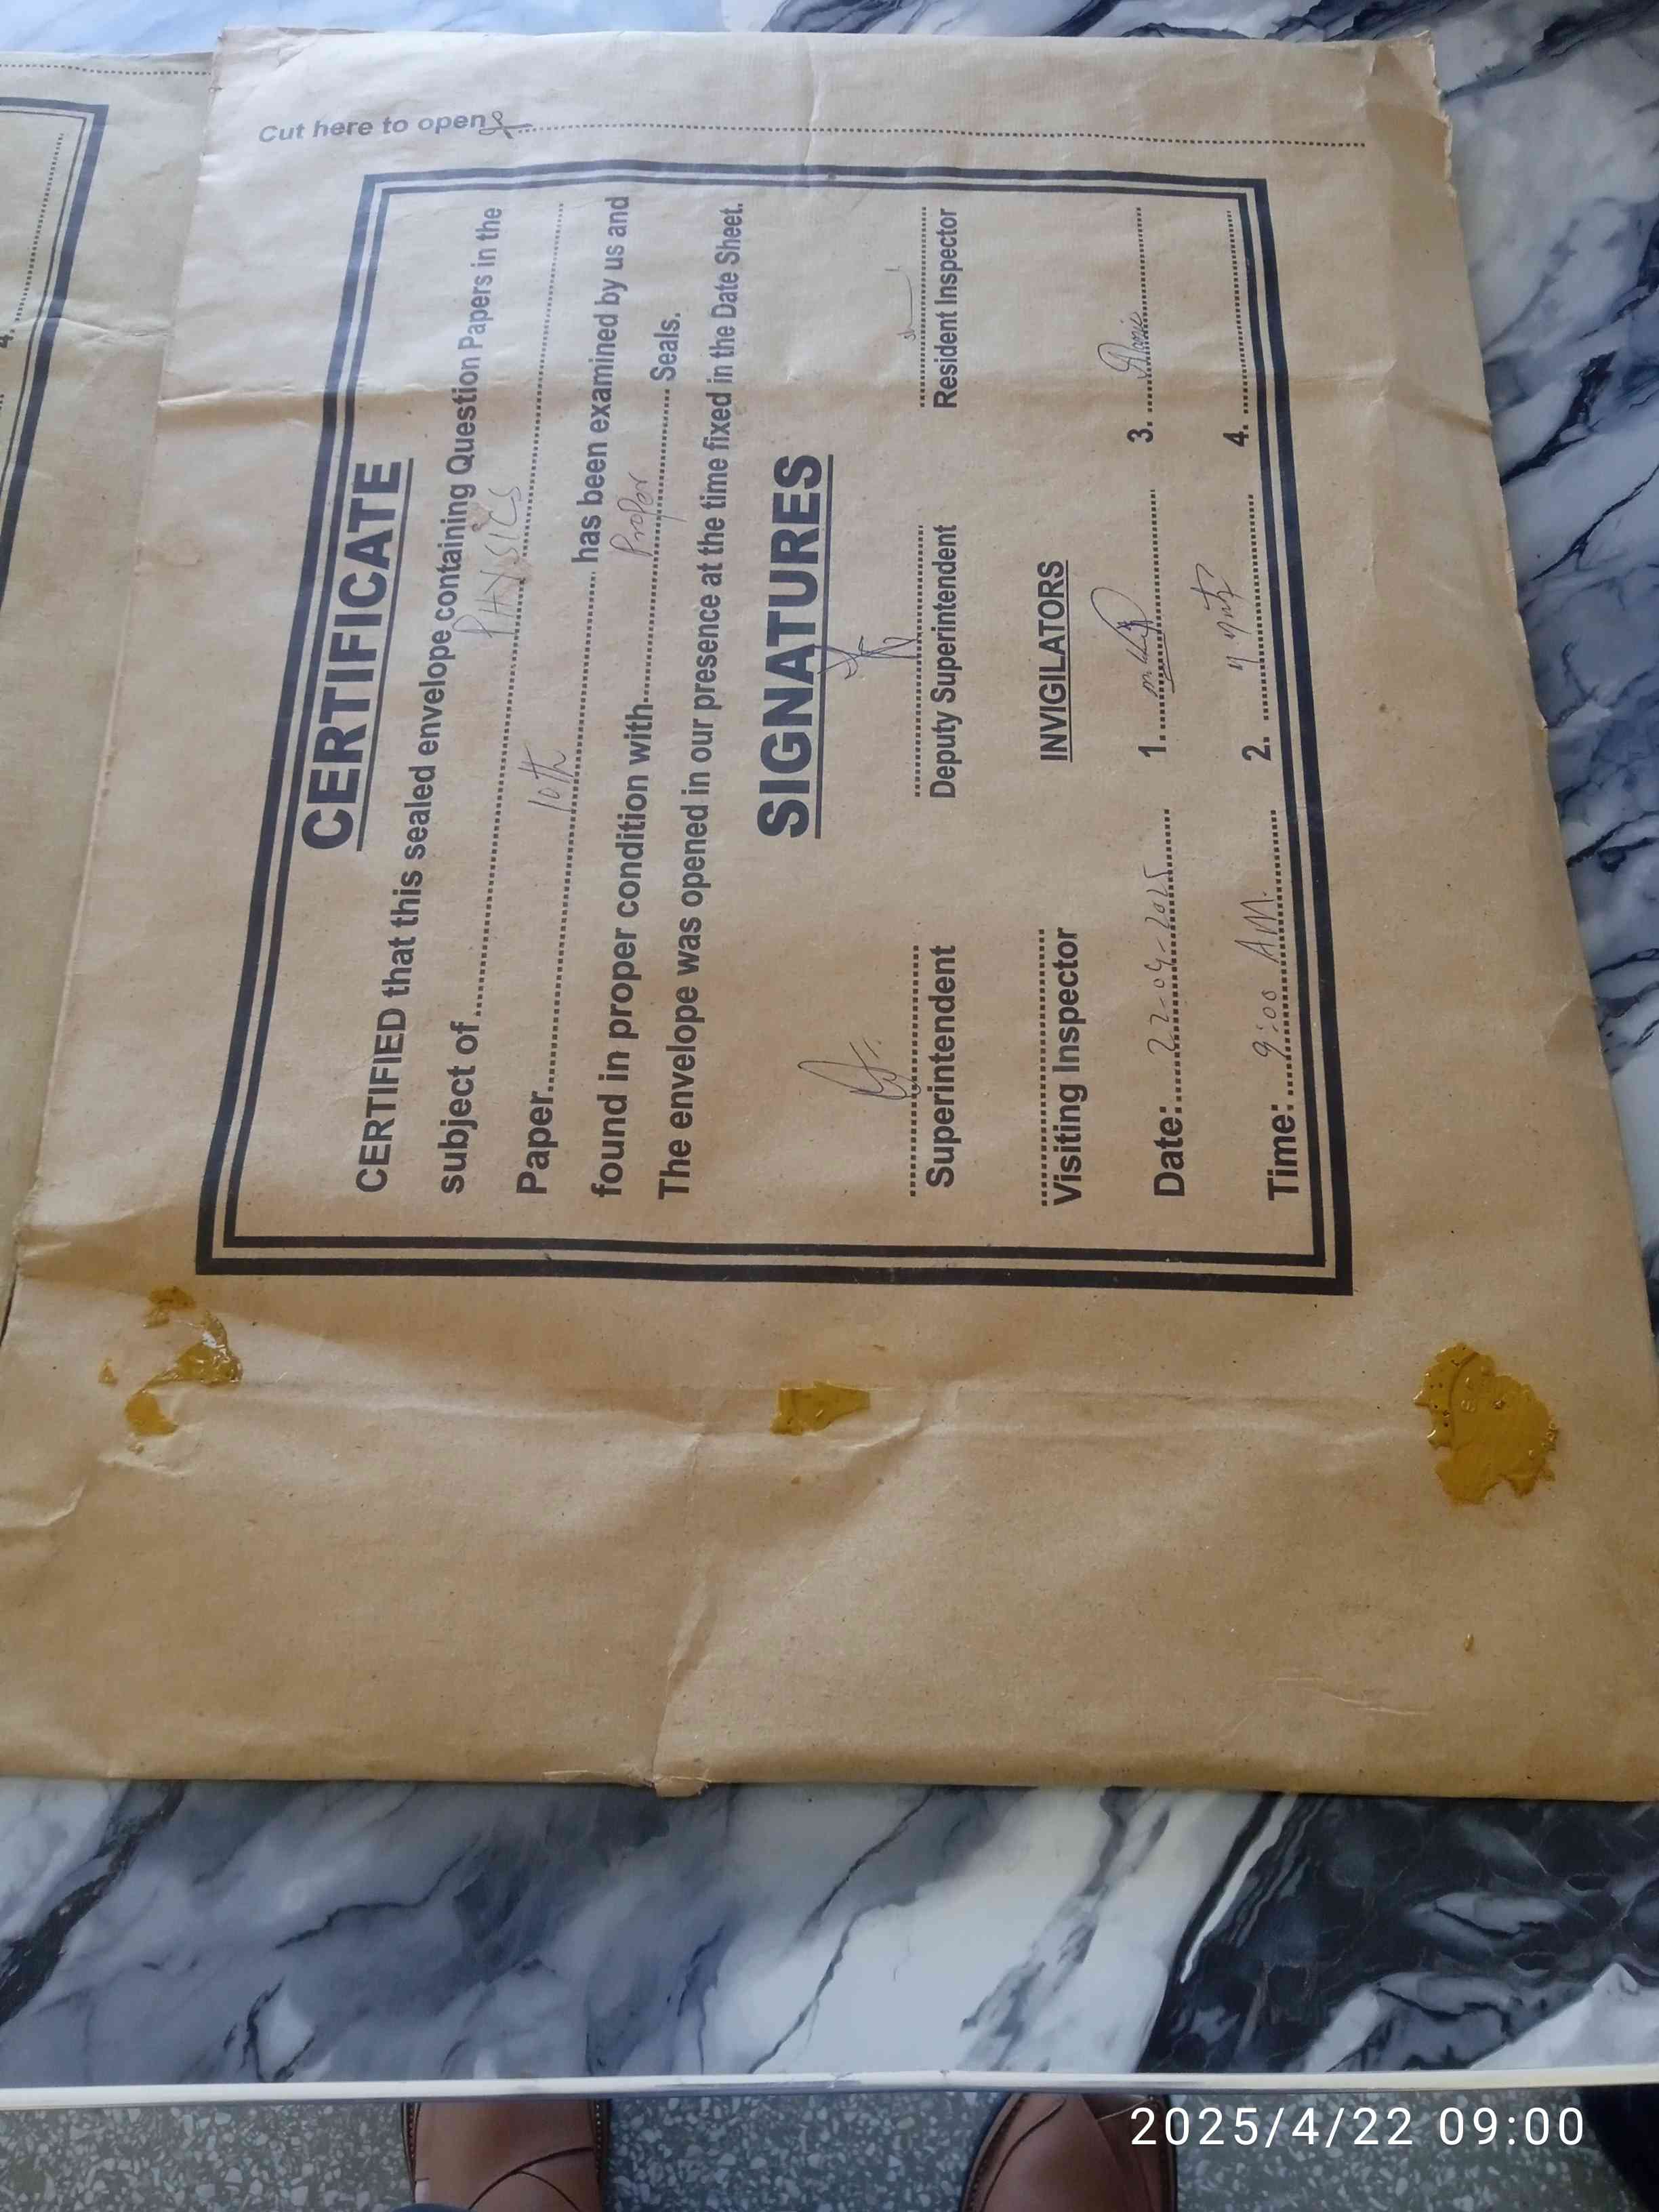 Cut here to open
CERTIFICATE
CERTIFIED that this sealed envelope containing Question Papers in the
subject of PHYSICS
Paper 10th has been examined by us and
found in proper condition with Proper Seals.
The envelope was opened in our presence at the time fixed in the Date Sheet.
SIGNATURES
Superintendent Deputy Superintendent Resident Inspector
Visiting Inspector INVIGILATORS
Date: 22-04-2025 1. 3.
Time: 9:00 AM. 2. 4.
4.
2025/4/22 09:00